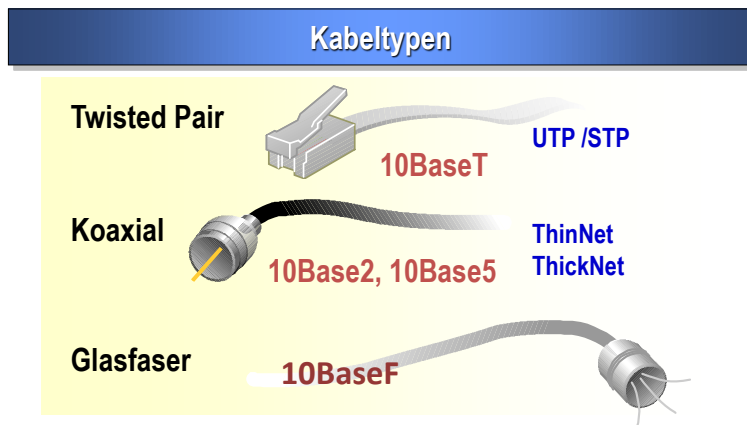 Kabeltypen
Twisted Pair
UTP /STP
10BaseT
Koaxial
ThinNet
10Base2, 10Base5
ThickNet
Glasfaser
10BaseF